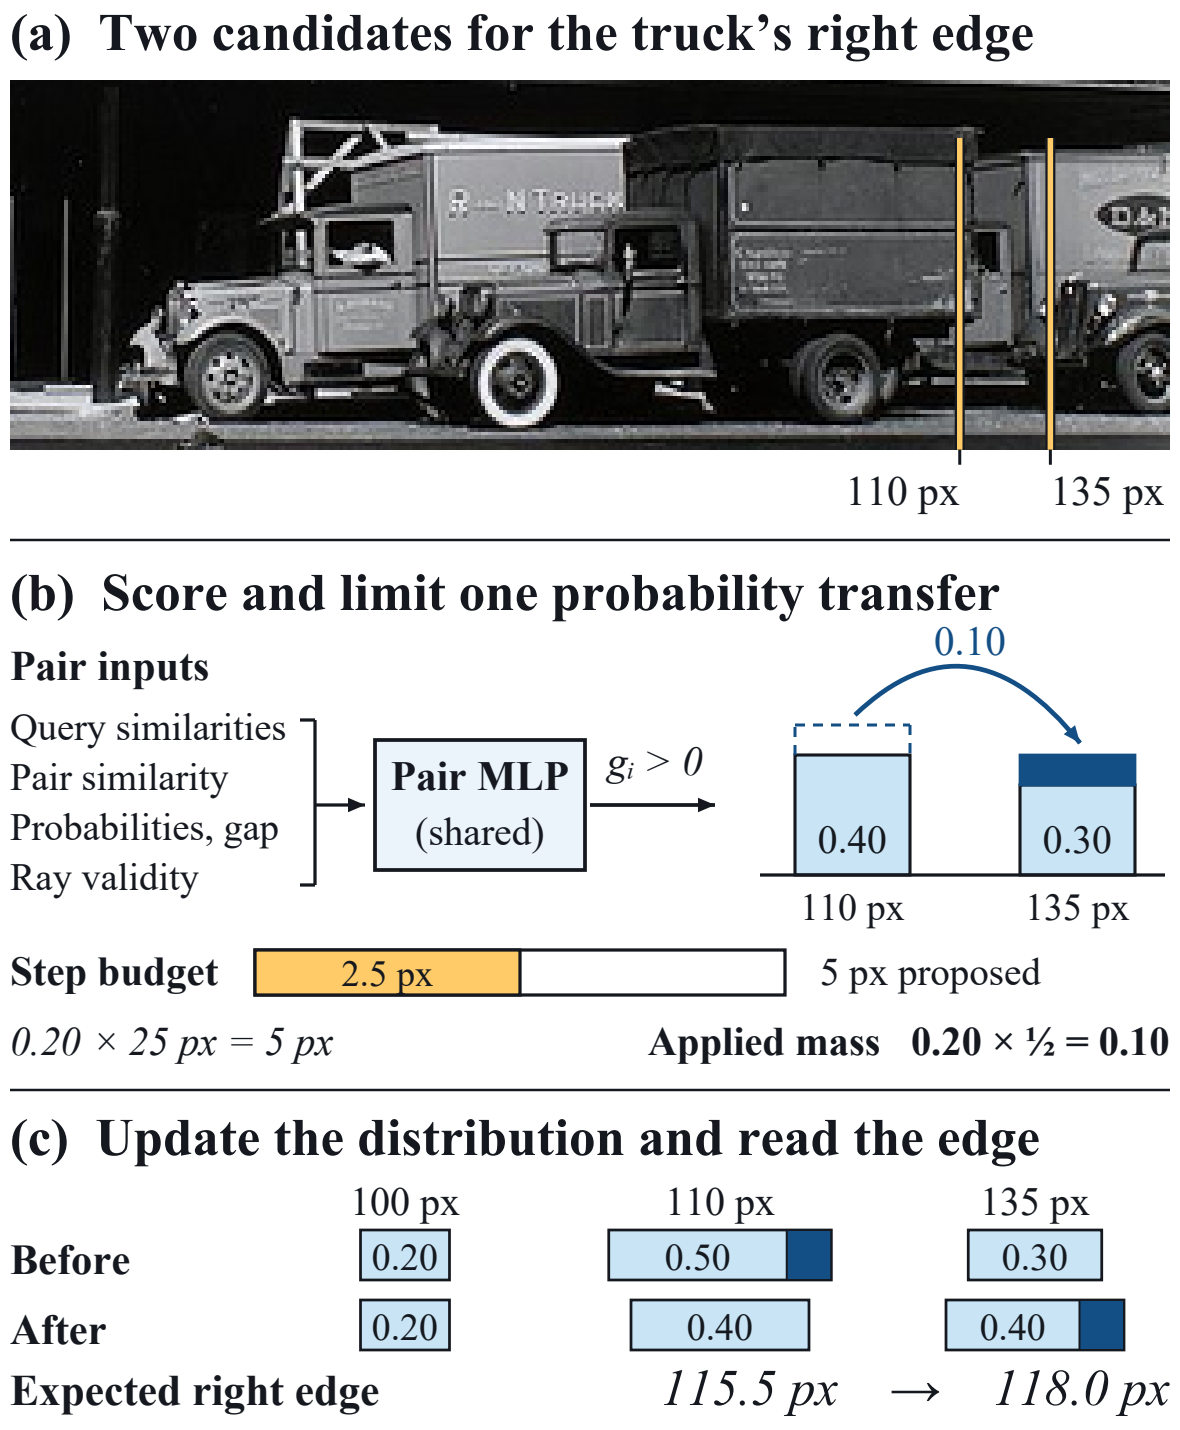 (a) Two candidates for the truck’s right edge
R N TRUCK
D&
110 px 135 px
(b) Score and limit one probability transfer
0.10
Pair inputs
Query similarities
Pair similarity
Probabilities, gap
Ray validity
Pair MLP
(shared)
gᵢ > 0
0.40 0.30
110 px 135 px
Step budget 2.5 px 5 px proposed
0.20 × 25 px = 5 px Applied mass 0.20 × ½ = 0.10
(c) Update the distribution and read the edge
100 px 110 px 135 px
Before 0.20 0.50 0.30
After 0.20 0.40 0.40
Expected right edge 115.5 px → 118.0 px